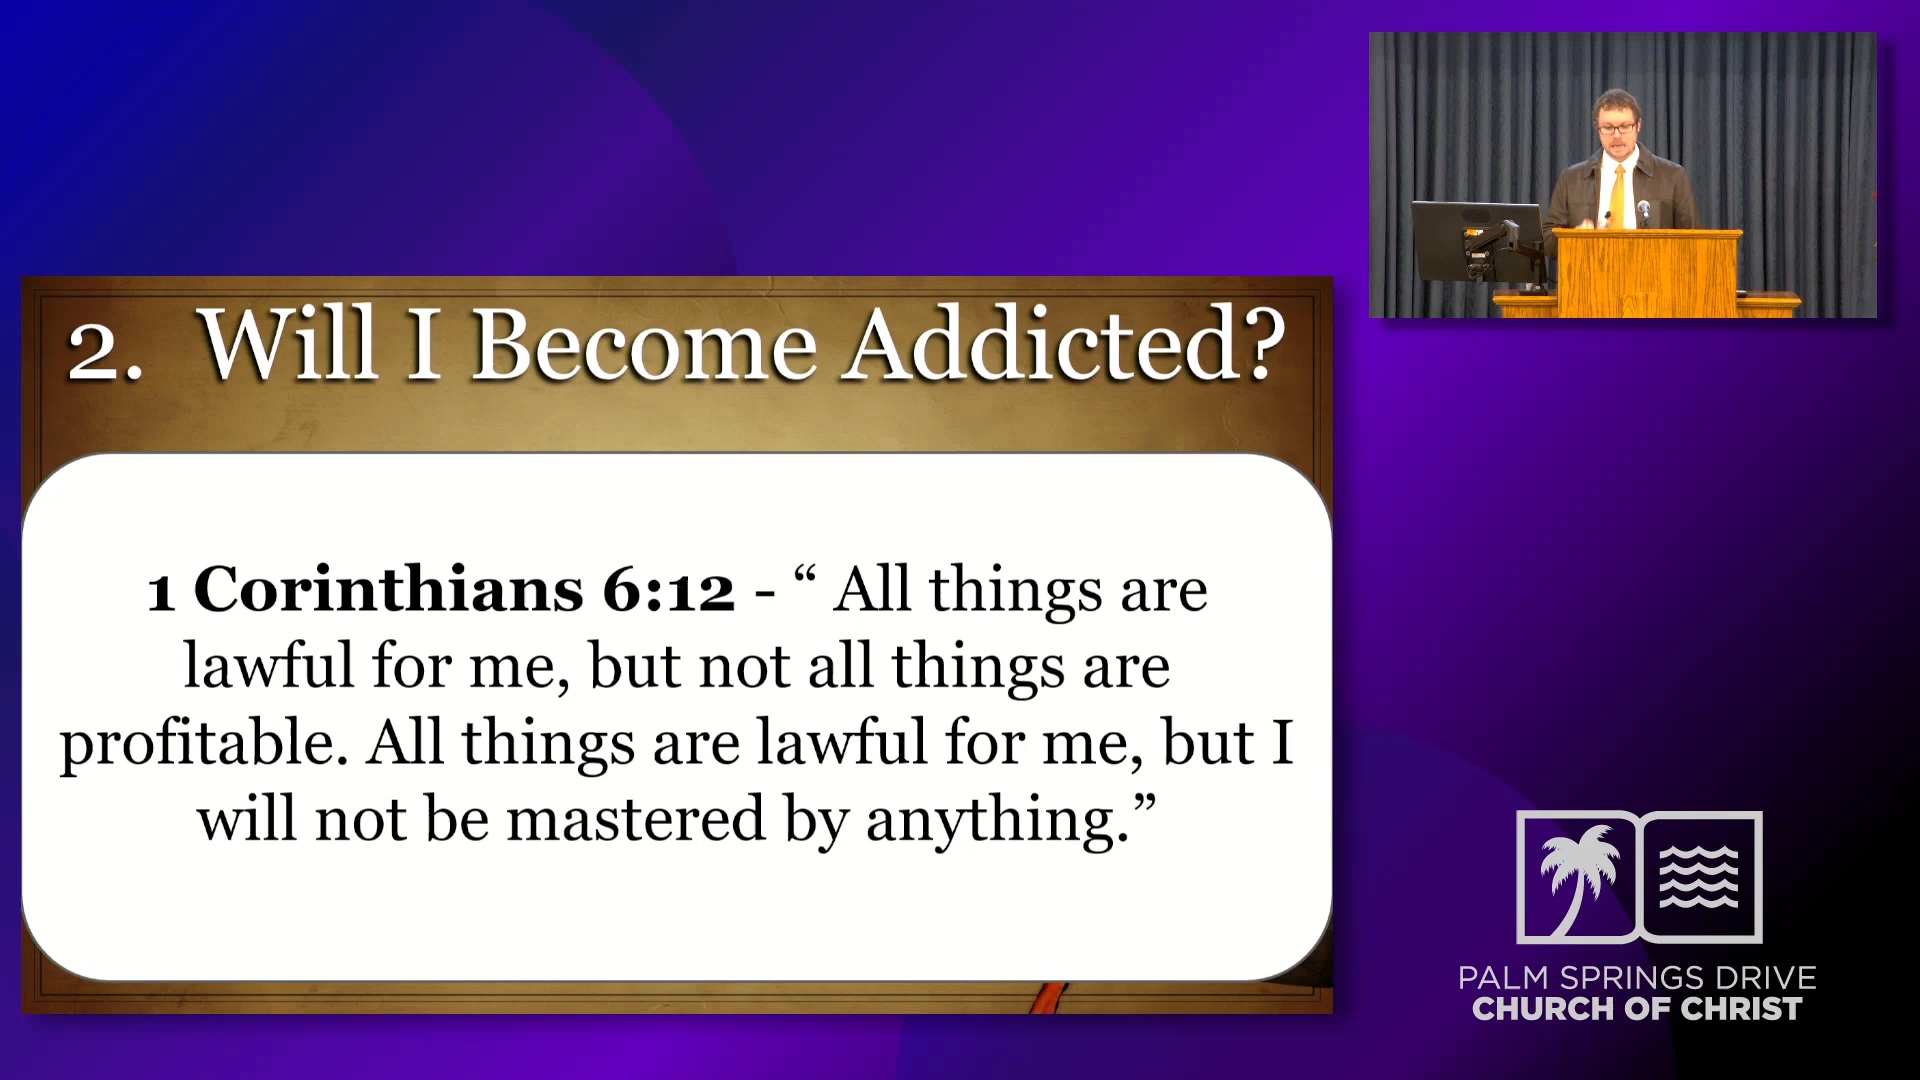 2. Will I Become Addicted?
1 Corinthians 6:12 - “ All things are
lawful for me, but not all things are
profitable. All things are lawful for me, but I
will not be mastered by anything.”
PALM SPRINGS DRIVE
CHURCH OF CHRIST